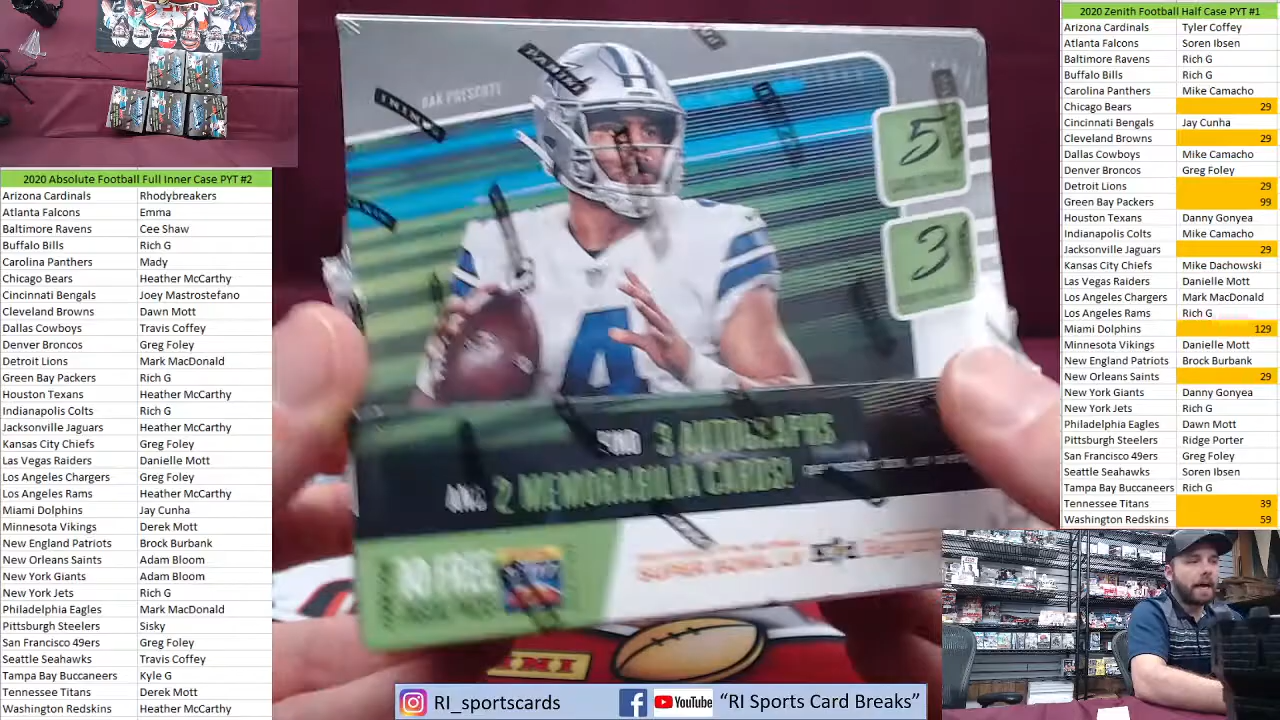 2020 Absolute Football Full Inner Case PYT #2
Arizona Cardinals Rhodybreakers
Atlanta Falcons Emma
Baltimore Ravens Cee Shaw
Buffalo Bills Rich G
Carolina Panthers Mady
Chicago Bears Heather McCarthy
Cincinnati Bengals Joey Mastrostefano
Cleveland Browns Dawn Mott
Dallas Cowboys Travis Coffey
Denver Broncos Greg Foley
Detroit Lions Mark MacDonald
Green Bay Packers Rich G
Houston Texans Heather McCarthy
Indianapolis Colts Rich G
Jacksonville Jaguars Heather McCarthy
Kansas City Chiefs Greg Foley
Las Vegas Raiders Danielle Mott
Los Angeles Chargers Greg Foley
Los Angeles Rams Heather McCarthy
Miami Dolphins Jay Cunha
Minnesota Vikings Derek Mott
New England Patriots Brock Burbank
New Orleans Saints Adam Bloom
New York Giants Adam Bloom
New York Jets Rich G
Philadelphia Eagles Mark MacDonald
Pittsburgh Steelers Sisky
San Francisco 49ers Greg Foley
Seattle Seahawks Travis Coffey
Tampa Bay Buccaneers Kyle G
Tennessee Titans Derek Mott
Washington Redskins Heather McCarthy
DAK PRESCOTT
PANINI
5
3
4
FIND 3 AUTOGRAPHS
AND 2 MEMORABILIA CARDS!
10 FREE
SUPER BOWL
RI_sportscards
YouTube
"RI Sports Card Breaks"
2020 Zenith Football Half Case PYT #1
Arizona Cardinals Tyler Coffey
Atlanta Falcons Soren Ibsen
Baltimore Ravens Rich G
Buffalo Bills Rich G
Carolina Panthers Mike Camacho
Chicago Bears 29
Cincinnati Bengals Jay Cunha
Cleveland Browns 29
Dallas Cowboys Mike Camacho
Denver Broncos Greg Foley
Detroit Lions 29
Green Bay Packers 99
Houston Texans Danny Gonyea
Indianapolis Colts Mike Camacho
Jacksonville Jaguars 29
Kansas City Chiefs Mike Dachowski
Las Vegas Raiders Danielle Mott
Los Angeles Chargers Mark MacDonald
Los Angeles Rams Rich G
Miami Dolphins 129
Minnesota Vikings Danielle Mott
New England Patriots Brock Burbank
New Orleans Saints 29
New York Giants Danny Gonyea
New York Jets Rich G
Philadelphia Eagles Dawn Mott
Pittsburgh Steelers Ridge Porter
San Francisco 49ers Greg Foley
Seattle Seahawks Soren Ibsen
Tampa Bay Buccaneers Rich G
Tennessee Titans 39
Washington Redskins 59